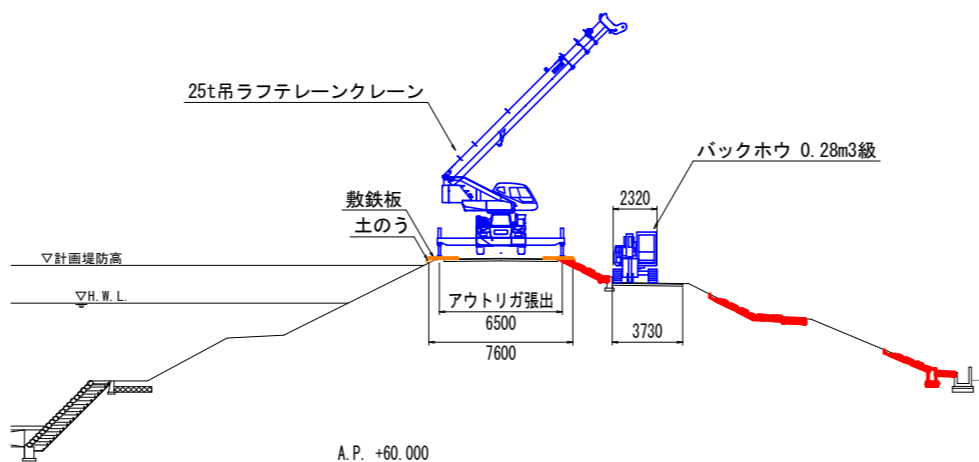 25t吊ラフテレーンクレーン
バックホウ 0.28m3級
2320
敷鉄板
土のう
▽計画堤防高
▽H.W.L.
アウトリガ張出
6500
3730
7600
A.P. +60.000